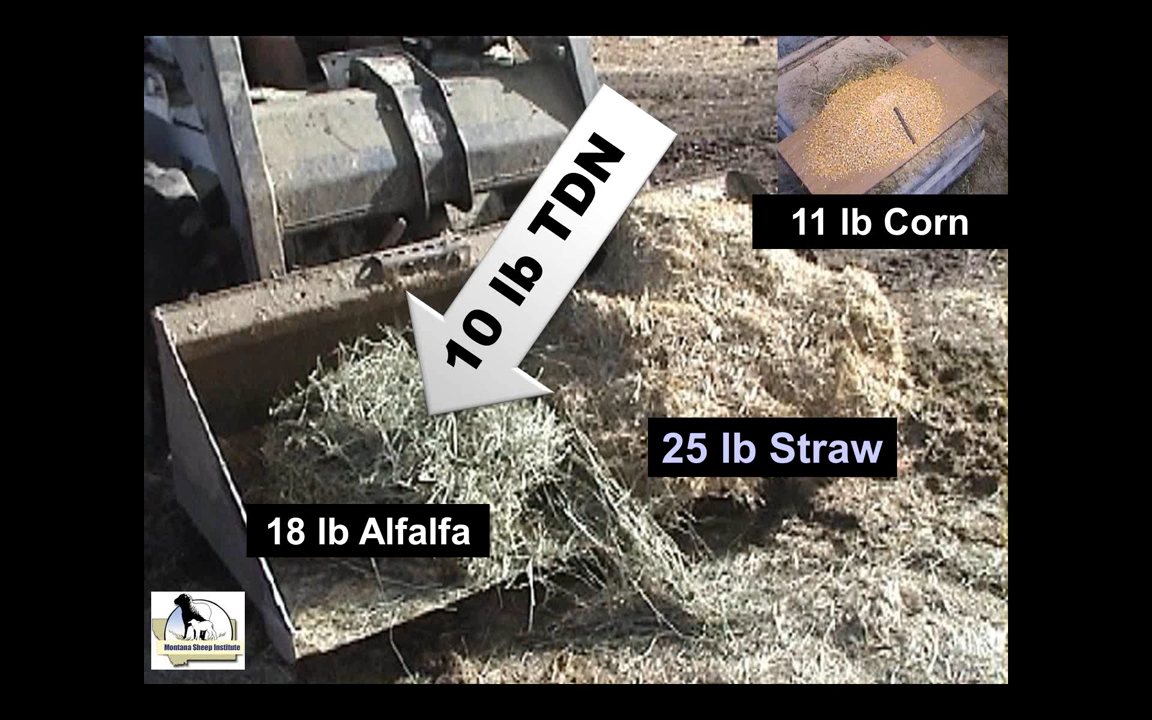 10 lb TDN
11 lb Corn
25 lb Straw
18 lb Alfalfa
Montana Sheep Institute